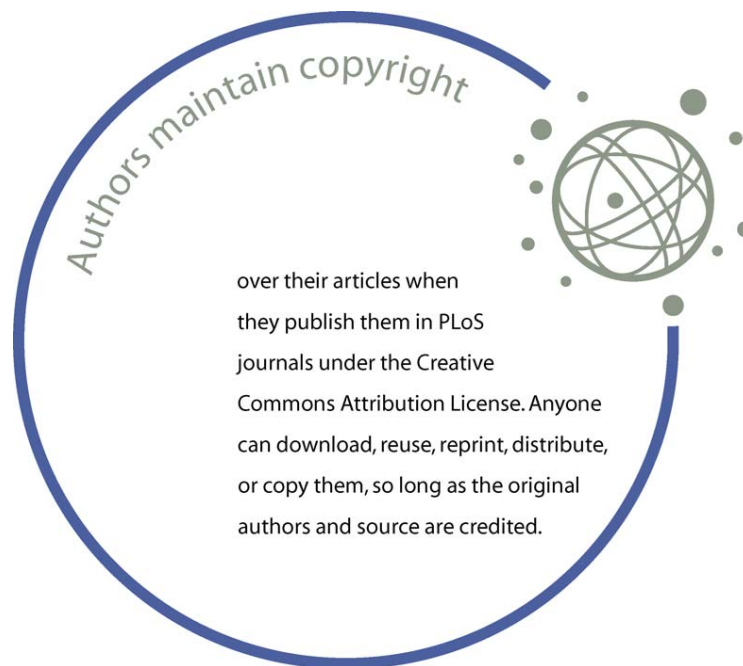 Authors maintain copyright
over their articles when
they publish them in PLoS
journals under the Creative
Commons Attribution License. Anyone
can download, reuse, reprint, distribute,
or copy them, so long as the original
authors and source are credited.